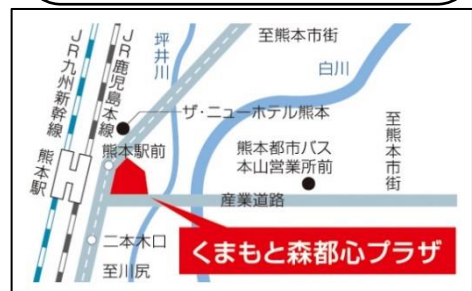 JR九州新幹線
JR鹿児島本線
坪井川
至熊本市街
白川
ザ・ニューホテル熊本
熊本駅
熊本駅前
熊本都市バス
本山営業所前
至熊本市街
産業道路
二本木口
至川尻
くまもと森都心プラザ